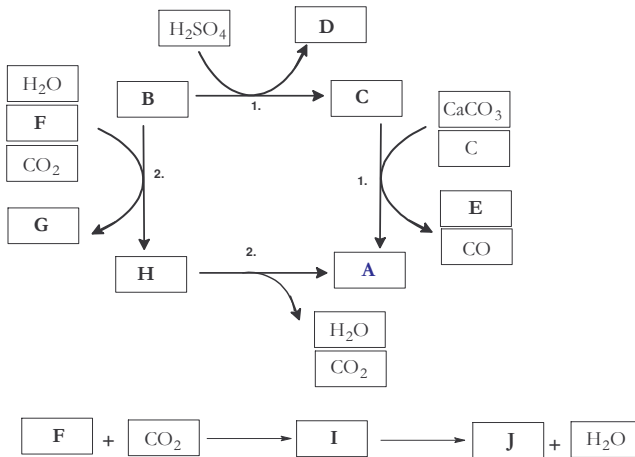 H₂SO₄
D
H₂O
F
CO₂
B
1.
C
CaCO₃
C
2.
1.
G
E
CO
H
2.
A
H₂O
CO₂
F + CO₂ I J + H₂O